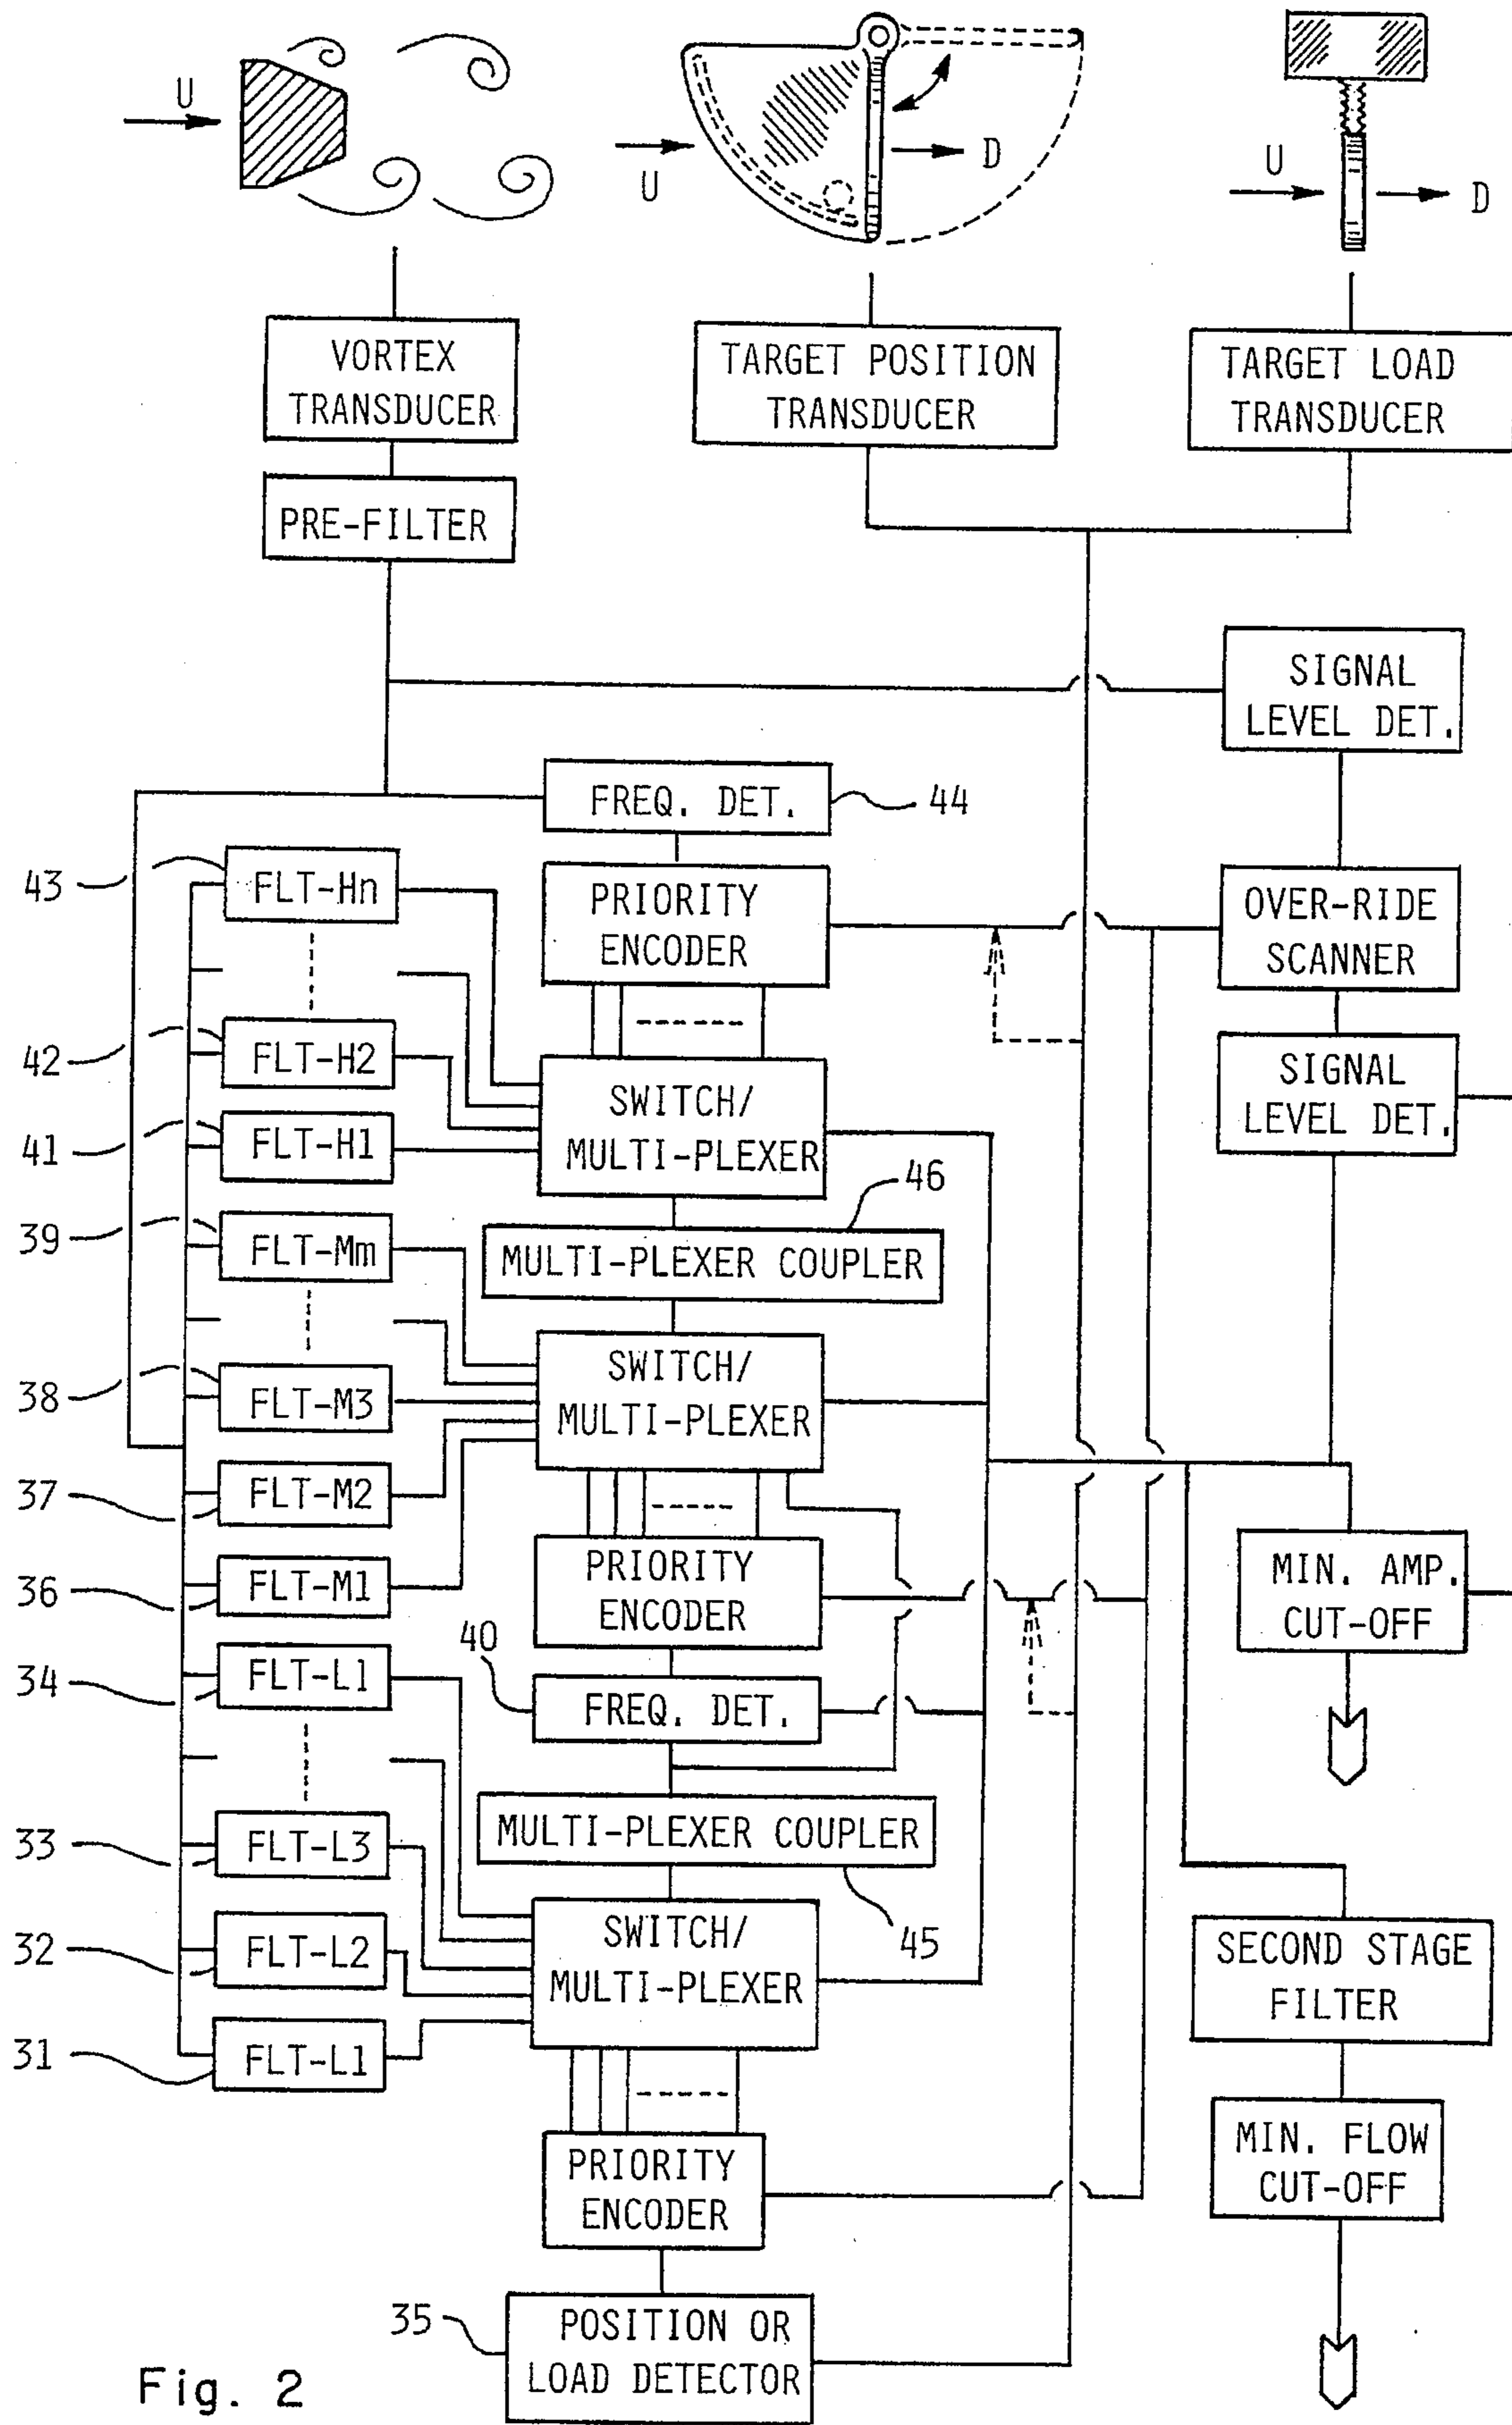 U
U
D
U
D
VORTEX
TRANSDUCER
TARGET POSITION
TRANSDUCER
TARGET LOAD
TRANSDUCER
PRE-FILTER
SIGNAL
LEVEL DET.
FREQ. DET.
44
43
FLT-Hn
PRIORITY
ENCODER
OVER-RIDE
SCANNER
42
FLT-H2
SIGNAL
LEVEL DET.
SWITCH/
MULTI-PLEXER
41
FLT-H1
46
39
FLT-Mm
MULTI-PLEXER COUPLER
SWITCH/
MULTI-PLEXER
38
FLT-M3
37
FLT-M2
36
FLT-M1
PRIORITY
ENCODER
MIN. AMP.
CUT-OFF
40
34
FLT-L1
FREQ. DET.
MULTI-PLEXER COUPLER
33
FLT-L3
45
32
FLT-L2
SWITCH/
MULTI-PLEXER
SECOND STAGE
FILTER
31
FLT-L1
MIN. FLOW
CUT-OFF
PRIORITY
ENCODER
35
POSITION OR
LOAD DETECTOR
Fig. 2